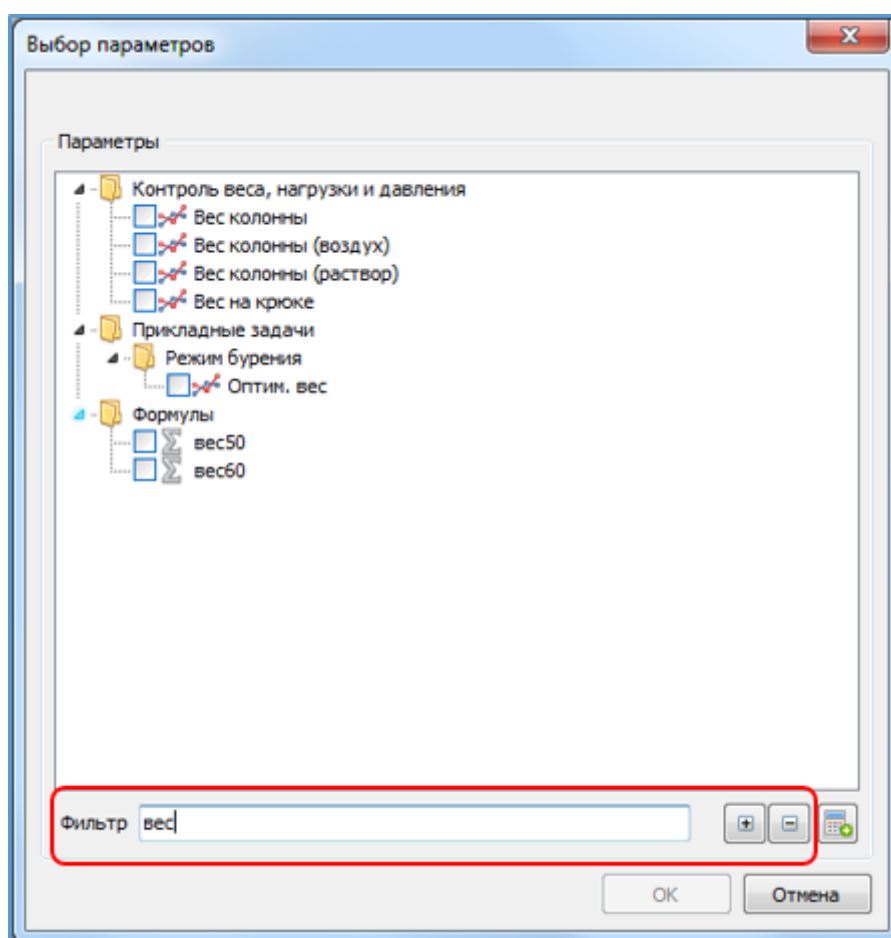 Выбор параметров
Параметры
Контроль веса, нагрузки и давления
Вес колонны
Вес колонны (воздух)
Вес колонны (раствор)
Вес на крюке
Прикладные задачи
Режим бурения
Оптим. вес
Формулы
вес50
вес60
Фильтр вес
OK Отмена